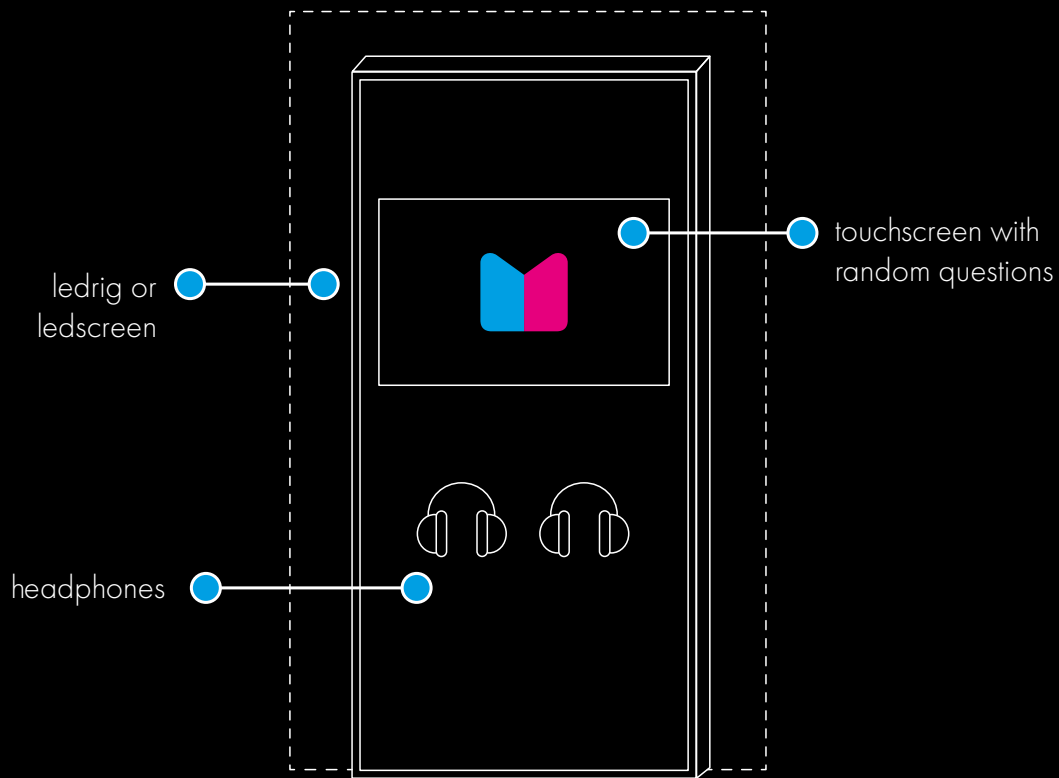 touchscreen with
random questions
ledrig or
ledscreen
headphones